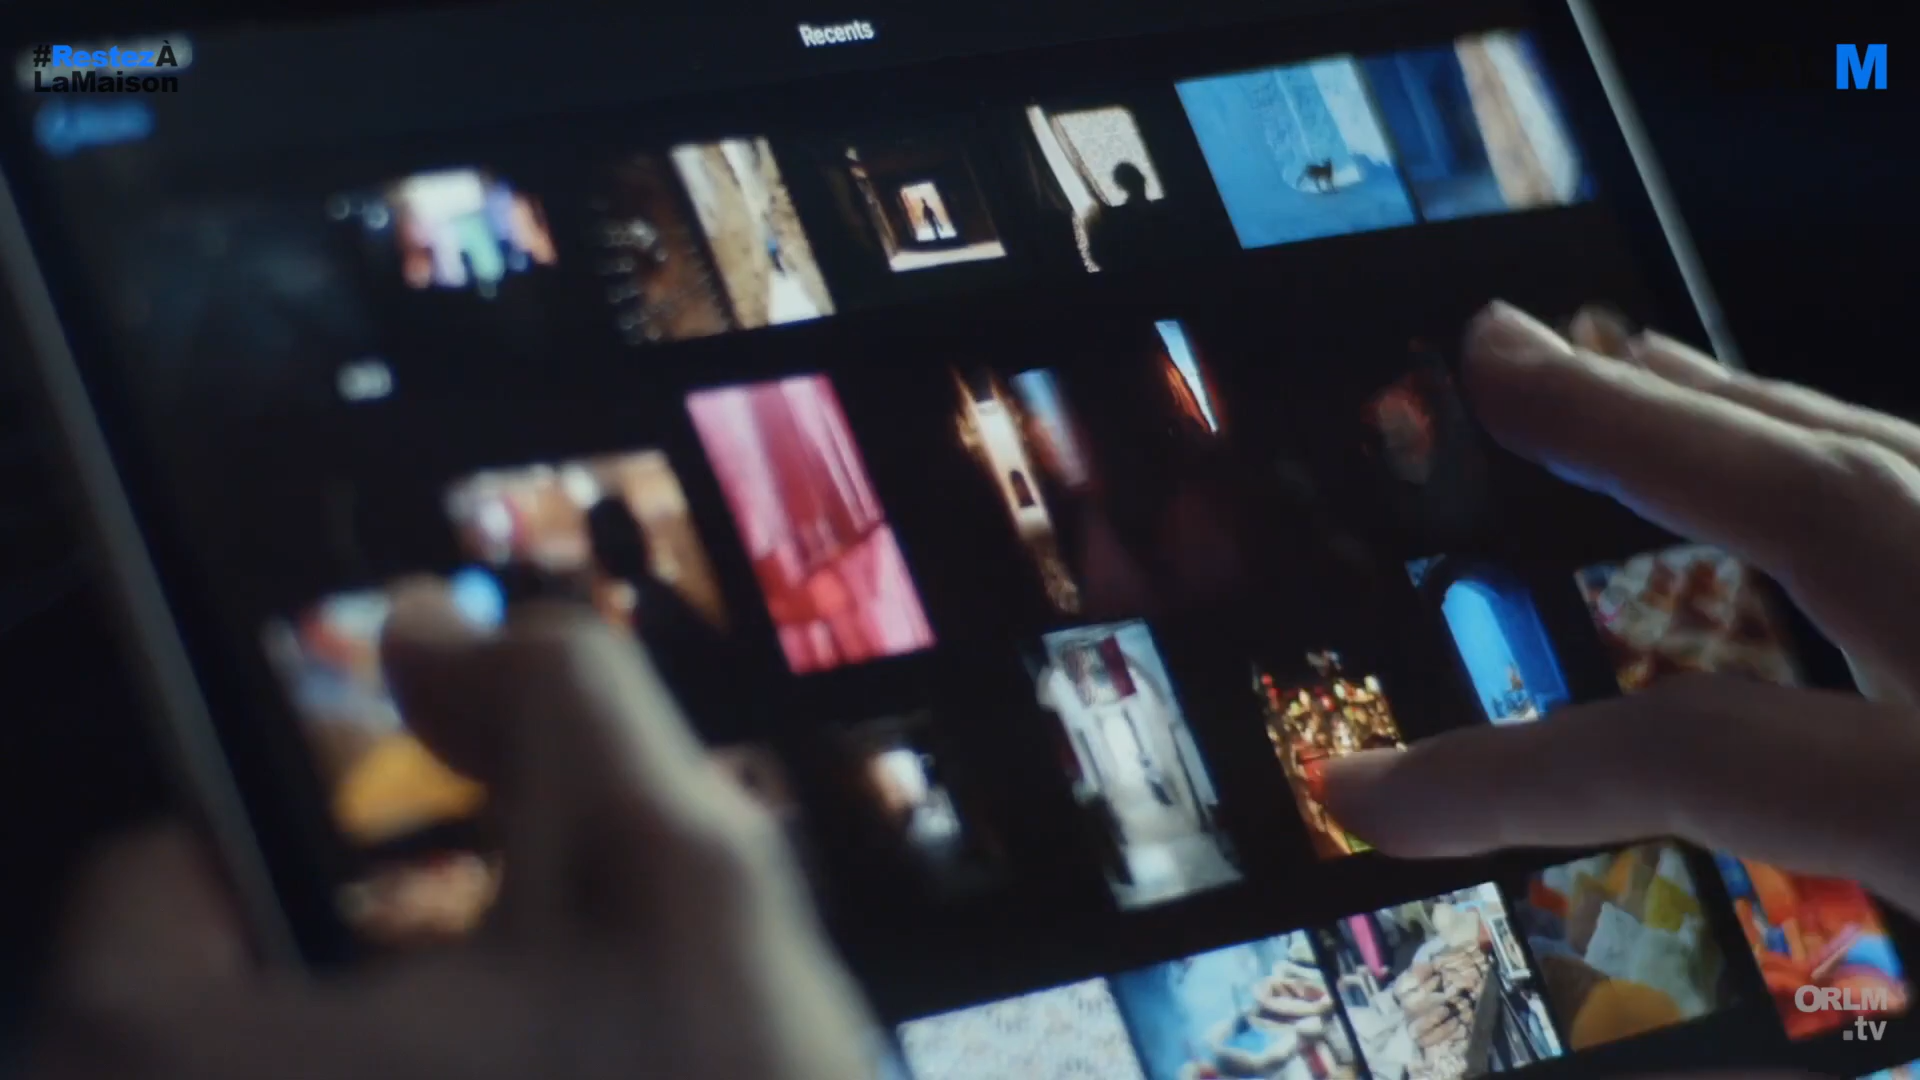 Recents
#RestezÀ
LaMaison
M
ORLM
.tv